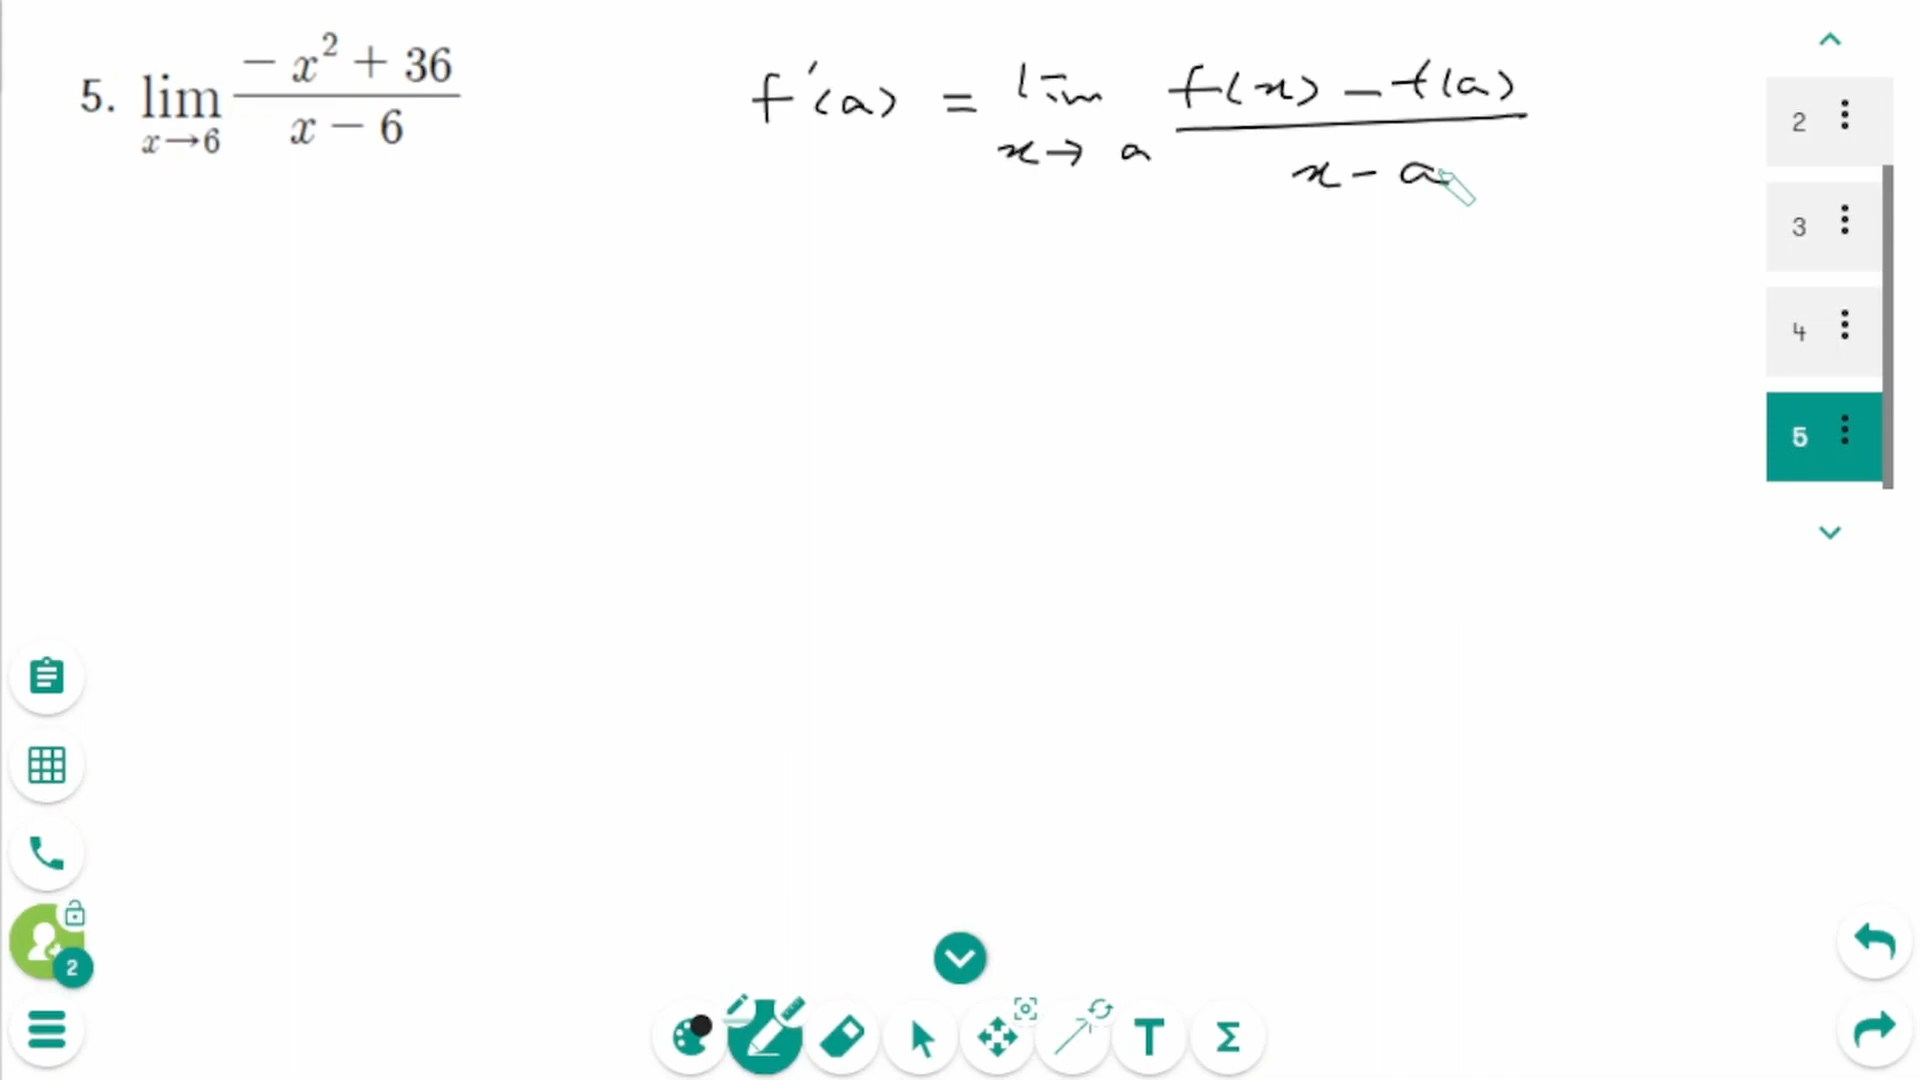 5. lim x→6 (− x² + 36)/(x − 6)
f'(a) = lim x→a (f(x) − f(a))/(x − a)
2
3
4
5
2
T
Σ